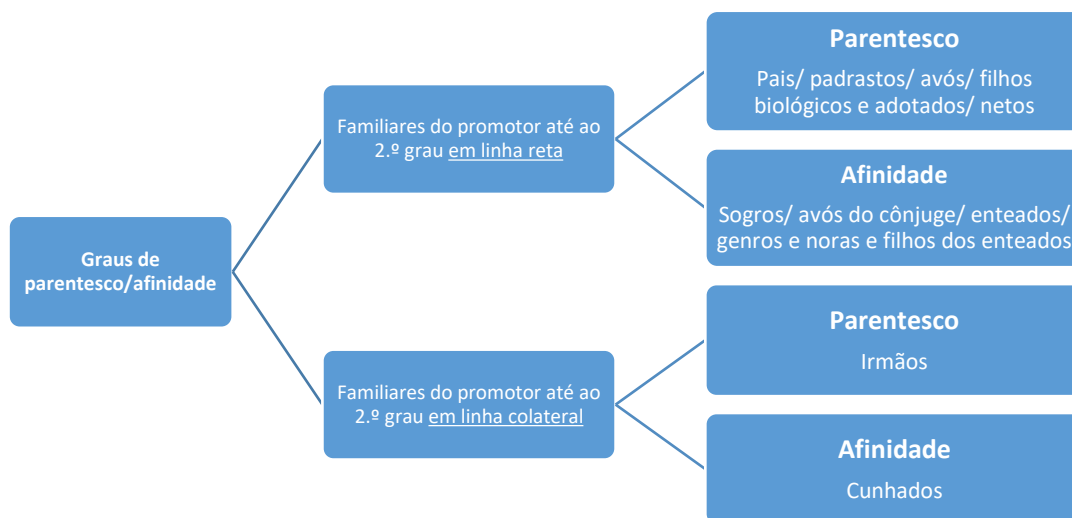 Graus de
parentesco/afinidade
Familiares do promotor até ao
2.º grau em linha reta
Parentesco
Pais/ padrastos/ avós/ filhos
biológicos e adotados/ netos
Afinidade
Sogros/ avós do cônjuge/ enteados/
genros e noras e filhos dos enteados
Familiares do promotor até ao
2.º grau em linha colateral
Parentesco
Irmãos
Afinidade
Cunhados